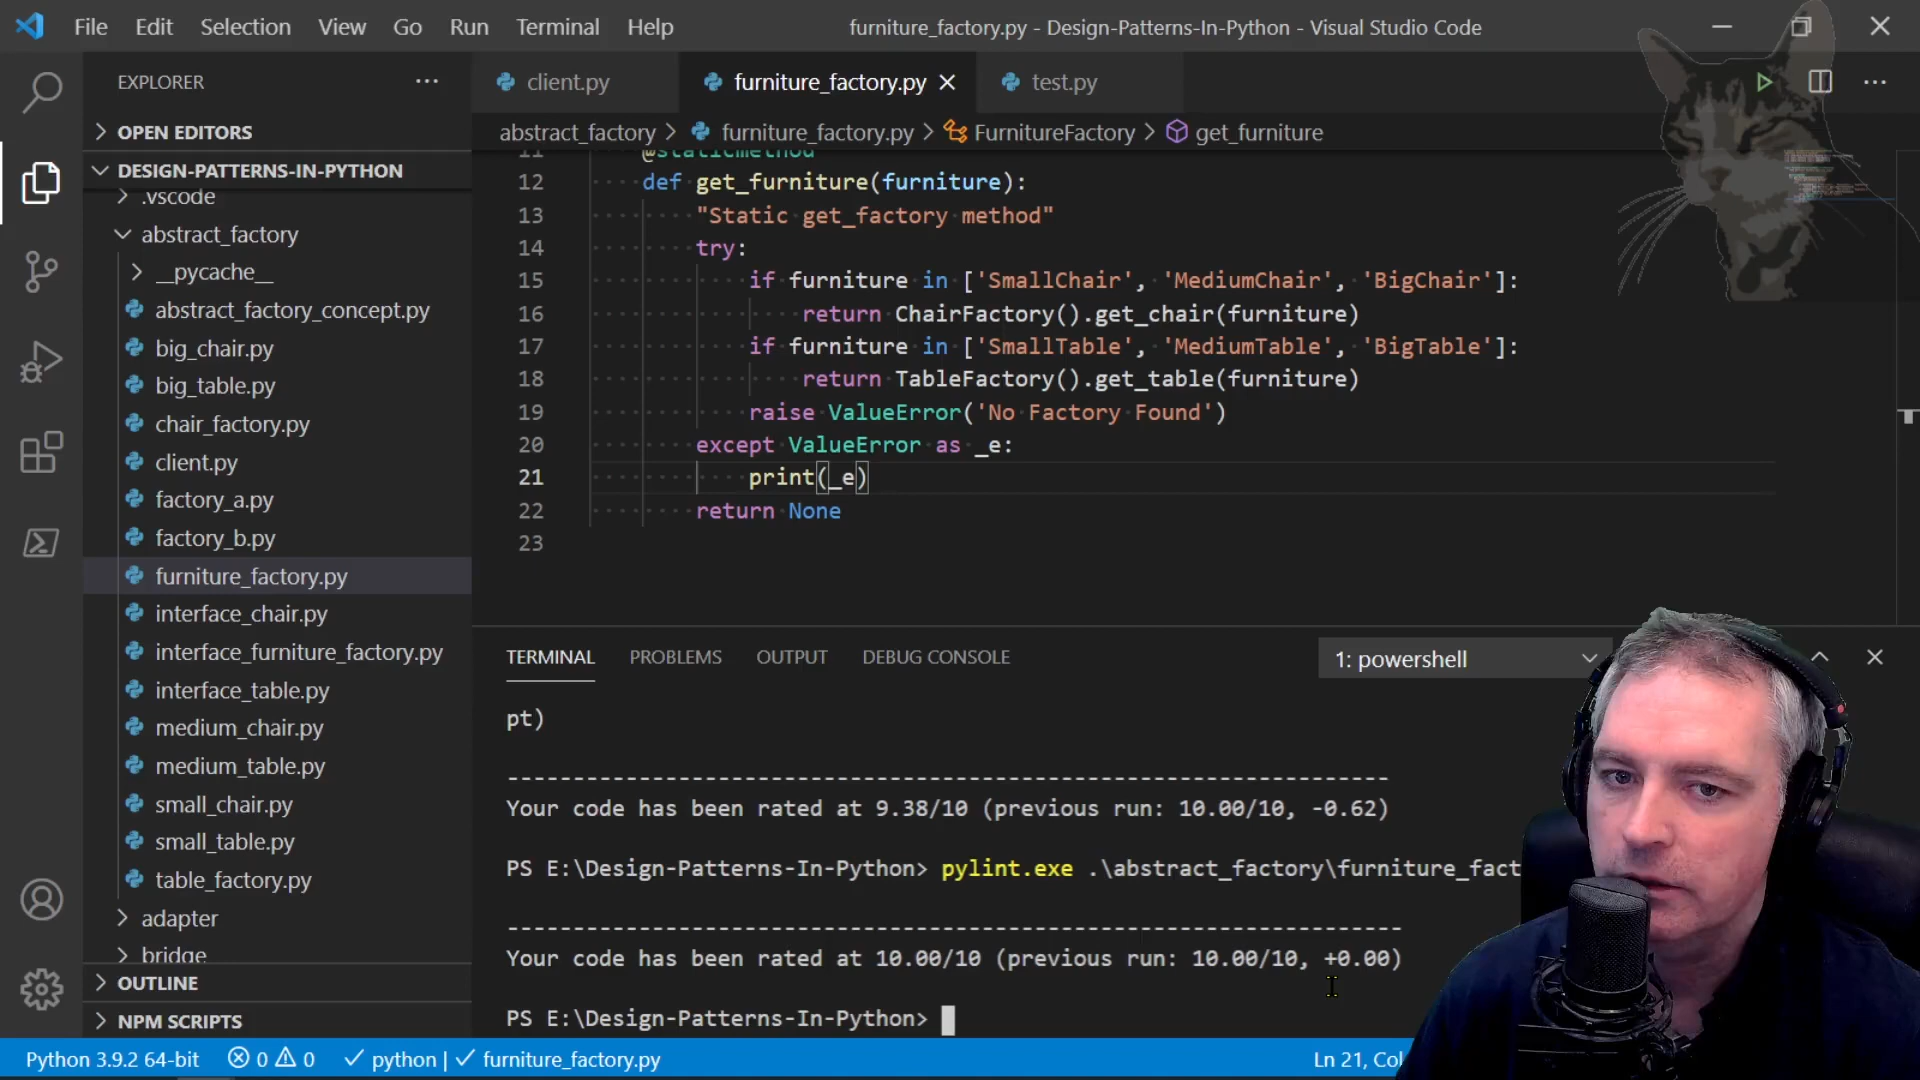 File Edit Selection View Go Run Terminal Help
furniture_factory.py - Design-Patterns-In-Python - Visual Studio Code
EXPLORER
OPEN EDITORS
DESIGN-PATTERNS-IN-PYTHON
.vscode
abstract_factory
__pycache__
abstract_factory_concept.py
big_chair.py
big_table.py
chair_factory.py
client.py
factory_a.py
factory_b.py
furniture_factory.py
interface_chair.py
interface_furniture_factory.py
interface_table.py
medium_chair.py
medium_table.py
small_chair.py
small_table.py
table_factory.py
adapter
bridge
OUTLINE
NPM SCRIPTS
client.py furniture_factory.py test.py
abstract_factory > furniture_factory.py > FurnitureFactory > get_furniture
11 @staticmethod
12 def get_furniture(furniture):
13 "Static get_factory method"
14 try:
15 if furniture in ['SmallChair', 'MediumChair', 'BigChair']:
16 return ChairFactory().get_chair(furniture)
17 if furniture in ['SmallTable', 'MediumTable', 'BigTable']:
18 return TableFactory().get_table(furniture)
19 raise ValueError('No Factory Found')
20 except ValueError as _e:
21 print(_e)
22 return None
23
TERMINAL PROBLEMS OUTPUT DEBUG CONSOLE
1: powershell
pt)
-------------------------------------------------------------------
Your code has been rated at 9.38/10 (previous run: 10.00/10, -0.62)
PS E:\Design-Patterns-In-Python> pylint.exe .\abstract_factory\furniture_fact
--------------------------------------------------------------------
Your code has been rated at 10.00/10 (previous run: 10.00/10, +0.00)
PS E:\Design-Patterns-In-Python>
Python 3.9.2 64-bit 0 0 python | furniture_factory.py
Ln 21, Col